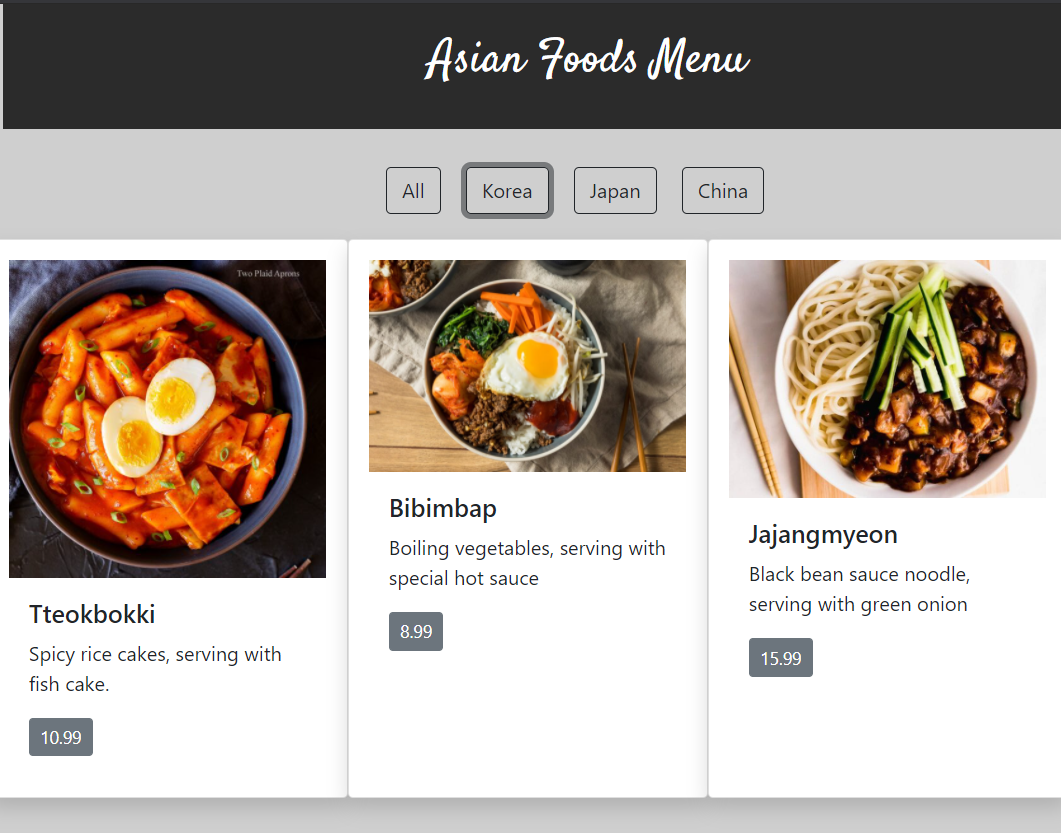 Asian Foods Menu
All
Korea
Japan
China
Two Plaid Aprons
Tteokbokki
Spicy rice cakes, serving with
fish cake.
10.99
Bibimbap
Boiling vegetables, serving with
special hot sauce
8.99
Jajangmyeon
Black bean sauce noodle,
serving with green onion
15.99